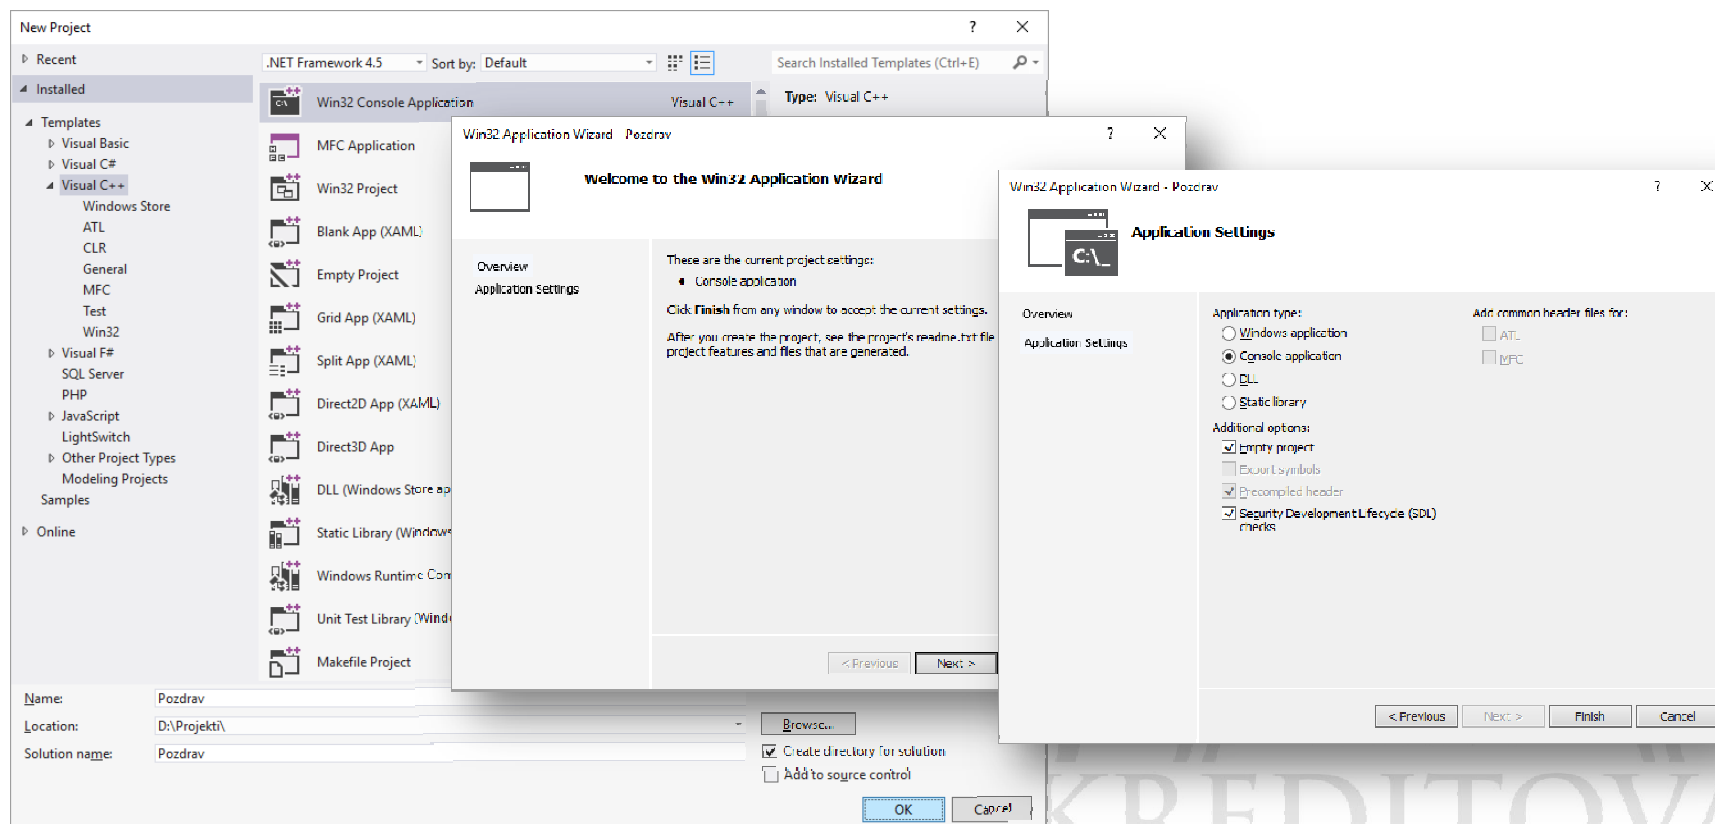 New Project
?
Recent
.NET Framework 4.5
Sort by: Default
Search Installed Templates (Ctrl+E)
Installed
Templates
Visual Basic
Visual C#
Visual C++
Windows Store
ATL
CLR
General
MFC
Test
Win32
Visual F#
SQL Server
PHP
JavaScript
LightSwitch
Other Project Types
Modeling Projects
Samples
Online
Win32 Console Application Visual C++
MFC Application
Win32 Project
Blank App (XAML)
Empty Project
Grid App (XAML)
Split App (XAML)
Direct2D App (XAML)
Direct3D App
DLL (Windows Store ap
Static Library (Windows
Windows Runtime Com
Unit Test Library (Windo
Makefile Project
Type: Visual C++
Name: Pozdrav
Location: D:\Projekti\
Solution name: Pozdrav
Browse...
Create directory for solution
Add to source control
OK
Cancel
Win32 Application Wizard - Pozdrav
?
Welcome to the Win32 Application Wizard
Overview
Application Settings
These are the current project settings:
• Console application
Click Finish from any window to accept the current settings.
After you create the project, see the project's readme.txt file
project features and files that are generated.
< Previous
Next >
Win32 Application Wizard - Pozdrav
?
C:\_
Application Settings
Overview
Application Settings
Application type:
Windows application
Console application
DLL
Static library
Additional options:
Empty project
Export symbols
Precompiled header
Security Development Lifecycle (SDL)
checks
Add common header files for:
ATL
MFC
< Previous
Next >
Finish
Cancel
KREDITOVA